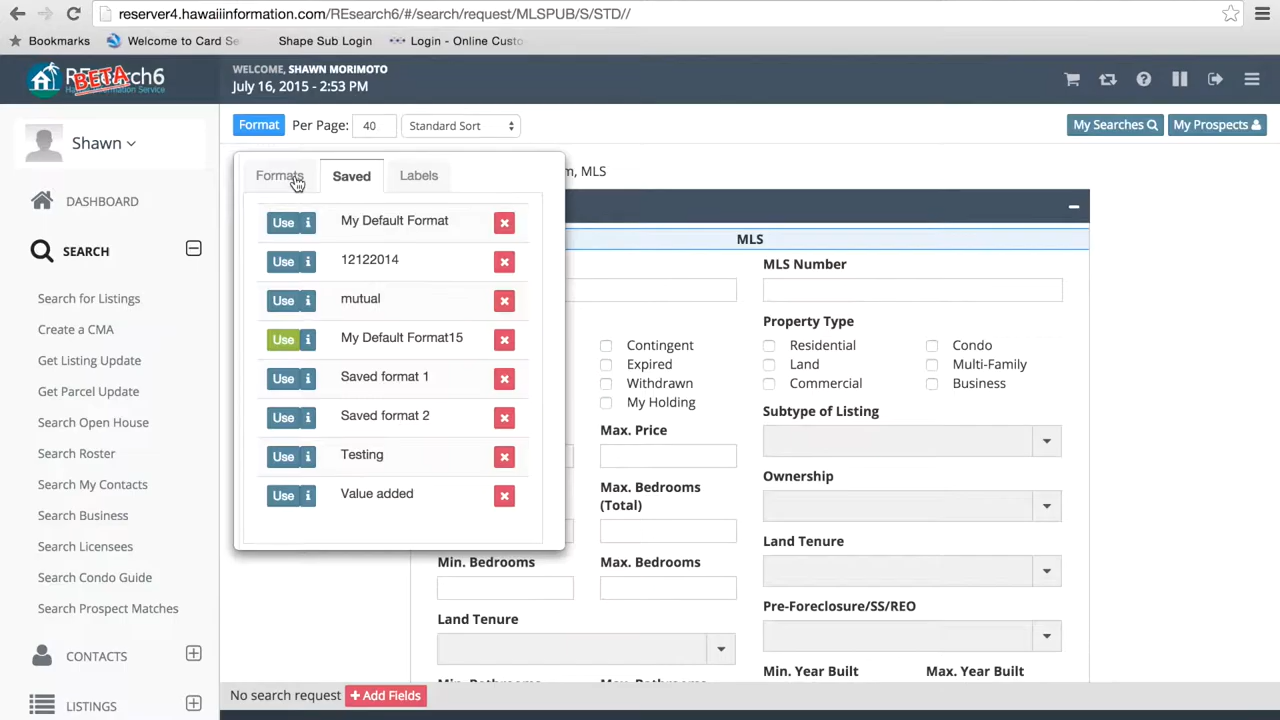 reserver4.hawaiiinformation.com/REsearch6/#/search/request/MLSPUB/S/STD//
Bookmarks Welcome to Card Se Shape Sub Login Login - Online Custo
REsearch6 BETA
Hawaii Information Service
WELCOME, SHAWN MORIMOTO
July 16, 2015 - 2:53 PM
Shawn
DASHBOARD
SEARCH
Search for Listings
Create a CMA
Get Listing Update
Get Parcel Update
Search Open House
Search Roster
Search My Contacts
Search Business
Search Licensees
Search Condo Guide
Search Prospect Matches
CONTACTS
LISTINGS
Format Per Page: 40 Standard Sort
My Searches My Prospects
Formats Saved Labels
Use i My Default Format
Use i 12122014
Use i mutual
Use i My Default Format15
Use i Saved format 1
Use i Saved format 2
Use i Testing
Use i Value added
m, MLS
MLS
MLS Number
Property Type
Contingent
Expired
Withdrawn
My Holding
Residential Condo
Land Multi-Family
Commercial Business
Subtype of Listing
Max. Price
Ownership
Max. Bedrooms
(Total)
Land Tenure
Min. Bedrooms Max. Bedrooms
Pre-Foreclosure/SS/REO
Land Tenure
Min. Year Built Max. Year Built
No search request + Add Fields